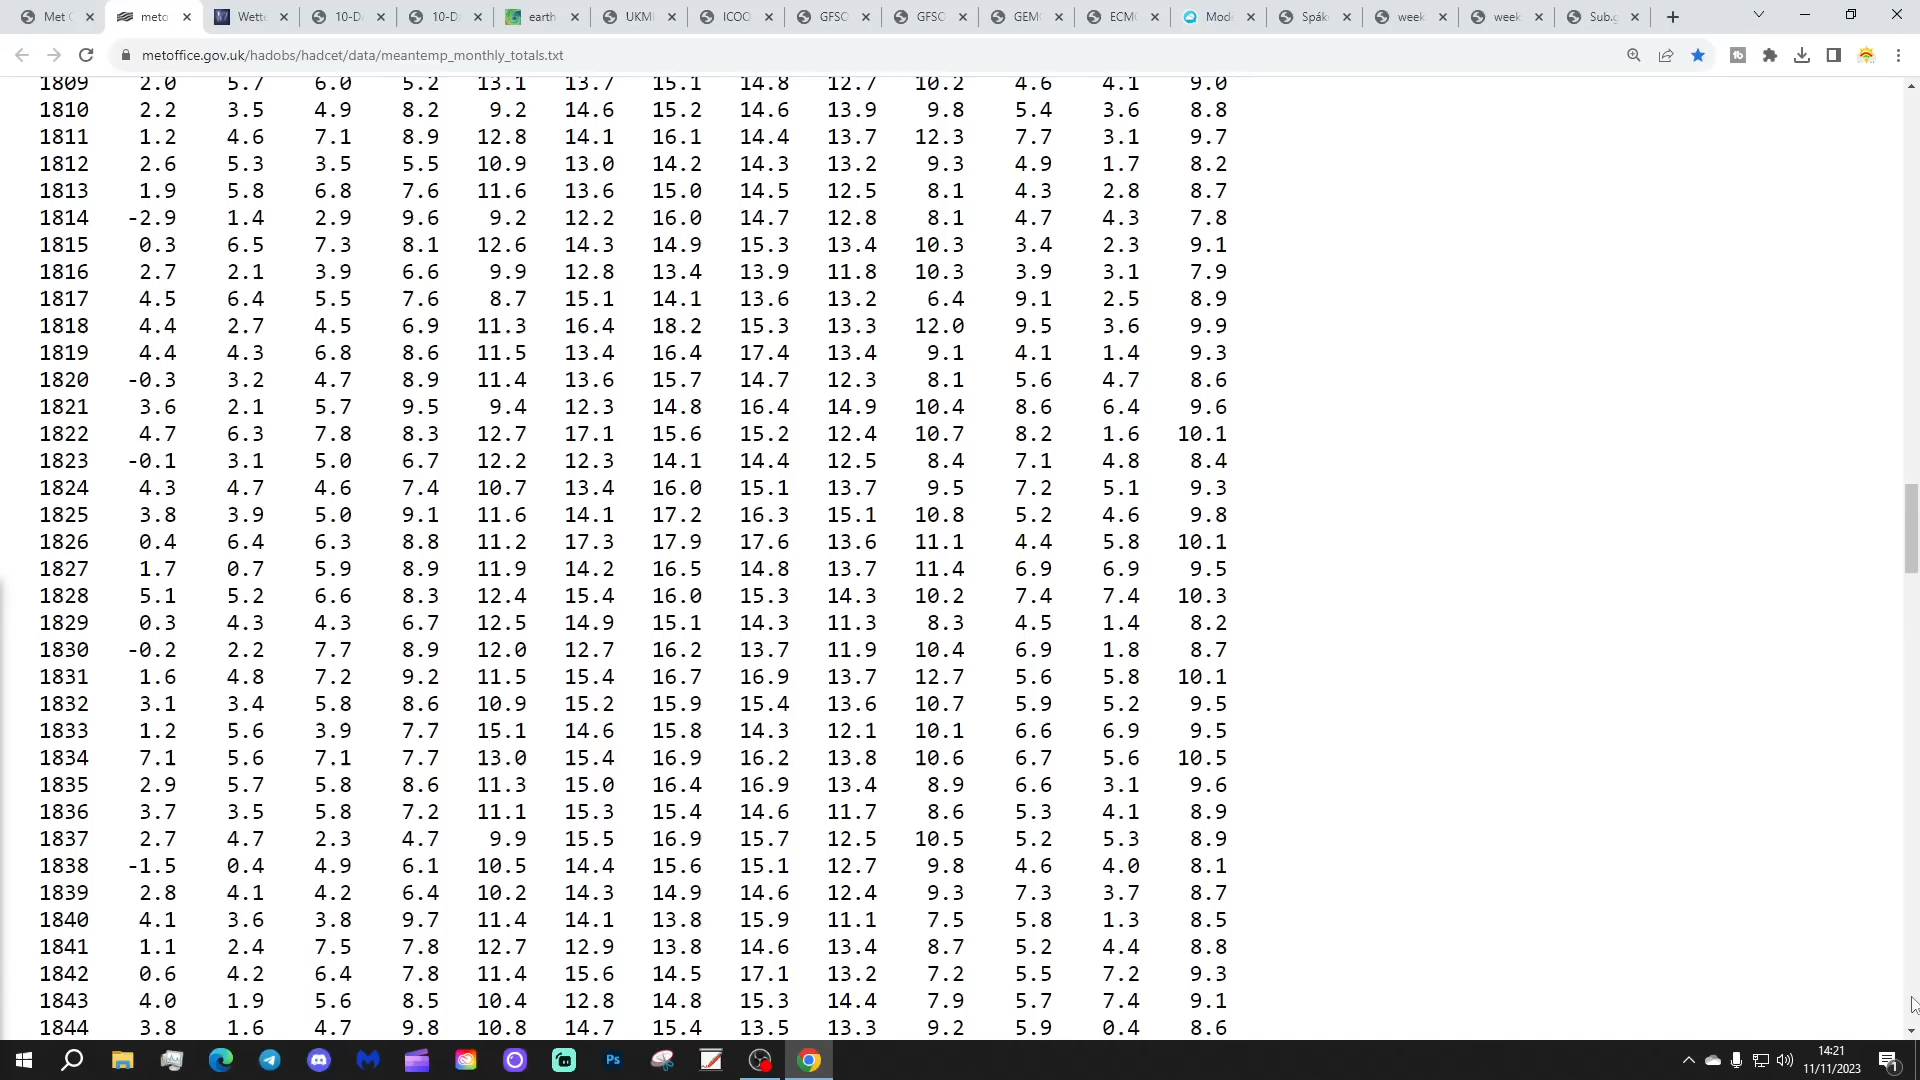 Met
meto
Wett
10-D
10-D
earth
UKM
ICOO
GFSO
GFSO
GEM
ECM
Mode
Spák
week
week
Sub.g
metoffice.gov.uk/hadobs/hadcet/data/meantemp_monthly_totals.txt
1809 2.0 5.7 6.0 5.2 13.1 13.7 15.1 14.8 12.7 10.2 4.6 4.1 9.0
1810 2.2 3.5 4.9 8.2 9.2 14.6 15.2 14.6 13.9 9.8 5.4 3.6 8.8
1811 1.2 4.6 7.1 8.9 12.8 14.1 16.1 14.4 13.7 12.3 7.7 3.1 9.7
1812 2.6 5.3 3.5 5.5 10.9 13.0 14.2 14.3 13.2 9.3 4.9 1.7 8.2
1813 1.9 5.8 6.8 7.6 11.6 13.6 15.0 14.5 12.5 8.1 4.3 2.8 8.7
1814 -2.9 1.4 2.9 9.6 9.2 12.2 16.0 14.7 12.8 8.1 4.7 4.3 7.8
1815 0.3 6.5 7.3 8.1 12.6 14.3 14.9 15.3 13.4 10.3 3.4 2.3 9.1
1816 2.7 2.1 3.9 6.6 9.9 12.8 13.4 13.9 11.8 10.3 3.9 3.1 7.9
1817 4.5 6.4 5.5 7.6 8.7 15.1 14.1 13.6 13.2 6.4 9.1 2.5 8.9
1818 4.4 2.7 4.5 6.9 11.3 16.4 18.2 15.3 13.3 12.0 9.5 3.6 9.9
1819 4.4 4.3 6.8 8.6 11.5 13.4 16.4 17.4 13.4 9.1 4.1 1.4 9.3
1820 -0.3 3.2 4.7 8.9 11.4 13.6 15.7 14.7 12.3 8.1 5.6 4.7 8.6
1821 3.6 2.1 5.7 9.5 9.4 12.3 14.8 16.4 14.9 10.4 8.6 6.4 9.6
1822 4.7 6.3 7.8 8.3 12.7 17.1 15.6 15.2 12.4 10.7 8.2 1.6 10.1
1823 -0.1 3.1 5.0 6.7 12.2 12.3 14.1 14.4 12.5 8.4 7.1 4.8 8.4
1824 4.3 4.7 4.6 7.4 10.7 13.4 16.0 15.1 13.7 9.5 7.2 5.1 9.3
1825 3.8 3.9 5.0 9.1 11.6 14.1 17.2 16.3 15.1 10.8 5.2 4.6 9.8
1826 0.4 6.4 6.3 8.8 11.2 17.3 17.9 17.6 13.6 11.1 4.4 5.8 10.1
1827 1.7 0.7 5.9 8.9 11.9 14.2 16.5 14.8 13.7 11.4 6.9 6.9 9.5
1828 5.1 5.2 6.6 8.3 12.4 15.4 16.0 15.3 14.3 10.2 7.4 7.4 10.3
1829 0.3 4.3 4.3 6.7 12.5 14.9 15.1 14.3 11.3 8.3 4.5 1.4 8.2
1830 -0.2 2.2 7.7 8.9 12.0 12.7 16.2 13.7 11.9 10.4 6.9 1.8 8.7
1831 1.6 4.8 7.2 9.2 11.5 15.4 16.7 16.9 13.7 12.7 5.6 5.8 10.1
1832 3.1 3.4 5.8 8.6 10.9 15.2 15.9 15.4 13.6 10.7 5.9 5.2 9.5
1833 1.2 5.6 3.9 7.7 15.1 14.6 15.8 14.3 12.1 10.1 6.6 6.9 9.5
1834 7.1 5.6 7.1 7.7 13.0 15.4 16.9 16.2 13.8 10.6 6.7 5.6 10.5
1835 2.9 5.7 5.8 8.6 11.3 15.0 16.4 16.9 13.4 8.9 6.6 3.1 9.6
1836 3.7 3.5 5.8 7.2 11.1 15.3 15.4 14.6 11.7 8.6 5.3 4.1 8.9
1837 2.7 4.7 2.3 4.7 9.9 15.5 16.9 15.7 12.5 10.5 5.2 5.3 8.9
1838 -1.5 0.4 4.9 6.1 10.5 14.4 15.6 15.1 12.7 9.8 4.6 4.0 8.1
1839 2.8 4.1 4.2 6.4 10.2 14.3 14.9 14.6 12.4 9.3 7.3 3.7 8.7
1840 4.1 3.6 3.8 9.7 11.4 14.1 13.8 15.9 11.1 7.5 5.8 1.3 8.5
1841 1.1 2.4 7.5 7.8 12.7 12.9 13.8 14.6 13.4 8.7 5.2 4.4 8.8
1842 0.6 4.2 6.4 7.8 11.4 15.6 14.5 17.1 13.2 7.2 5.5 7.2 9.3
1843 4.0 1.9 5.6 8.5 10.4 12.8 14.8 15.3 14.4 7.9 5.7 7.4 9.1
1844 3.8 1.6 4.7 9.8 10.8 14.7 15.4 13.5 13.3 9.2 5.9 0.4 8.6
Ps
14:21
11/11/2023
1